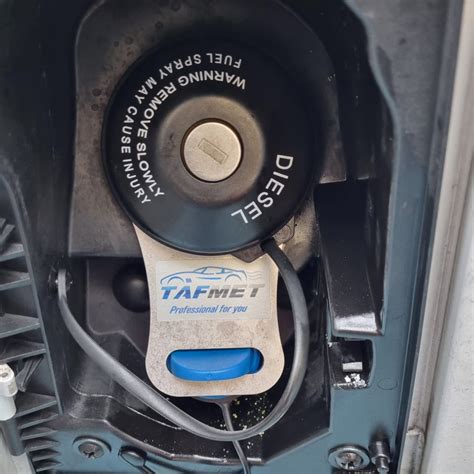 DIESEL
WARNING REMOVE SLOWLY
FUEL SPRAY MAY CAUSE INJURY
TAFMET
Professional for you